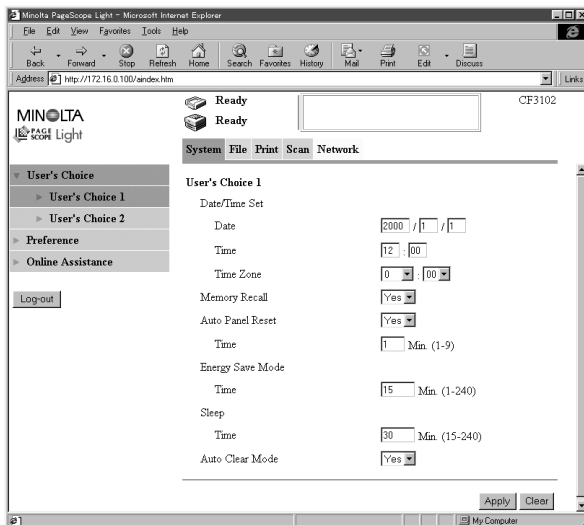 Minolta PageScope Light - Microsoft Internet Explorer
File Edit View Favorites Tools Help
Back Forward Stop Refresh Home Search Favorites History Mail Print Edit Discuss
Address http://172.16.0.100/aindex.htm Links
MINOLTA
PAGE SCOPE Light
Ready
Ready
CF3102
System File Print Scan Network
User's Choice
User's Choice 1
User's Choice 2
Preference
Online Assistance
Log-out
User's Choice 1
Date/Time Set
Date 2000 / 1 / 1
Time 12 : 00
Time Zone 0 : 00
Memory Recall Yes
Auto Panel Reset Yes
Time 1 Min. (1-9)
Energy Save Mode
Time 15 Min. (1-240)
Sleep
Time 30 Min. (15-240)
Auto Clear Mode Yes
Apply Clear
My Computer